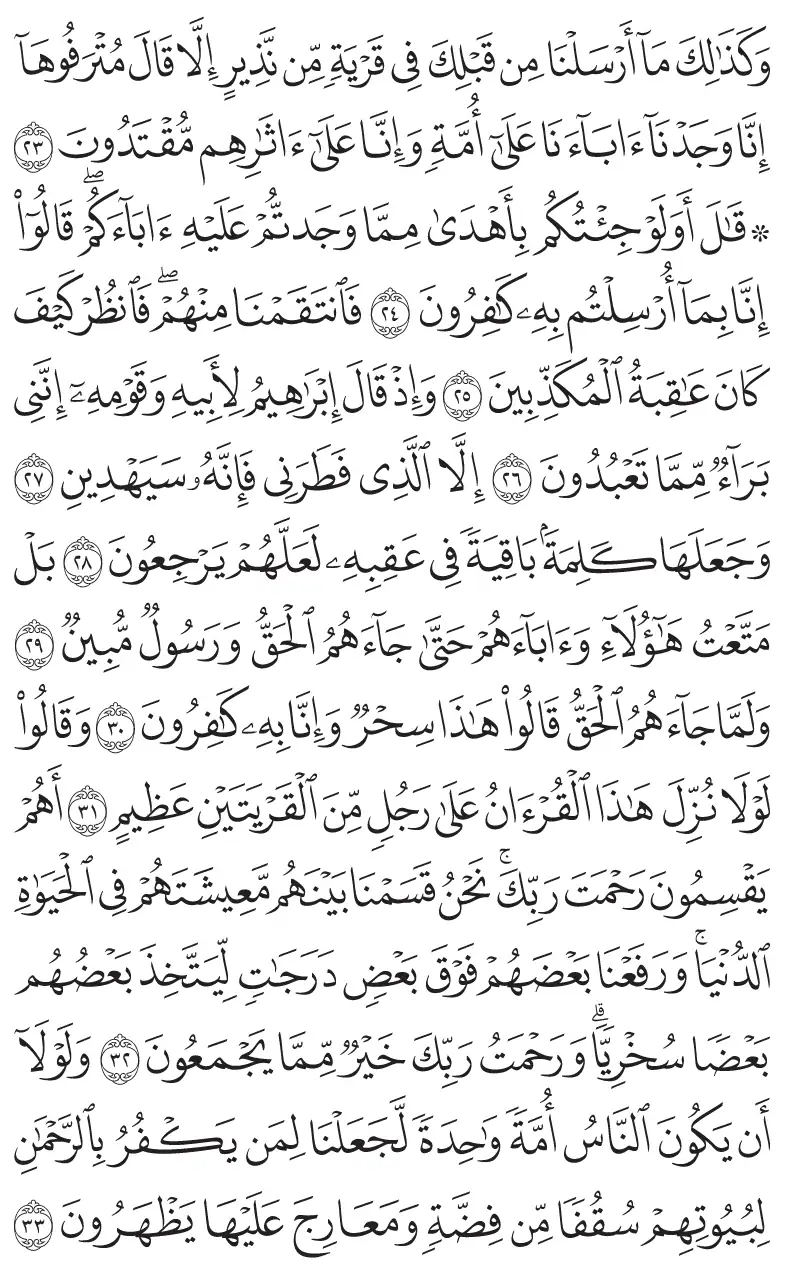 وَكَذَٰلِكَ مَآ أَرْسَلْنَا مِن قَبْلِكَ فِى قَرْيَةٍ مِّن نَّذِيرٍ إِلَّا قَالَ مُتْرَفُوهَآ
إِنَّا وَجَدْنَآ ءَابَآءَنَا عَلَىٰٓ أُمَّةٍ وَإِنَّا عَلَىٰٓ ءَاثَٰرِهِم مُّقْتَدُونَ ٢٣
۞ قَٰلَ أَوَلَوْ جِئْتُكُم بِأَهْدَىٰ مِمَّا وَجَدتُّمْ عَلَيْهِ ءَابَآءَكُمْۖ قَالُوٓا۟
إِنَّا بِمَآ أُرْسِلْتُم بِهِۦ كَٰفِرُونَ ٢٤ فَٱنتَقَمْنَا مِنْهُمْۖ فَٱنظُرْ كَيْفَ
كَانَ عَٰقِبَةُ ٱلْمُكَذِّبِينَ ٢٥ وَإِذْ قَالَ إِبْرَٰهِيمُ لِأَبِيهِ وَقَوْمِهِۦٓ إِنَّنِى
بَرَآءٌ مِّمَّا تَعْبُدُونَ ٢٦ إِلَّا ٱلَّذِى فَطَرَنِى فَإِنَّهُۥ سَيَهْدِينِ ٢٧
وَجَعَلَهَا كَلِمَةًۢ بَاقِيَةً فِى عَقِبِهِۦ لَعَلَّهُمْ يَرْجِعُونَ ٢٨ بَلْ
مَتَّعْتُ هَٰٓؤُلَآءِ وَءَابَآءَهُمْ حَتَّىٰ جَآءَهُمُ ٱلْحَقُّ وَرَسُولٌ مُّبِينٌ ٢٩
وَلَمَّا جَآءَهُمُ ٱلْحَقُّ قَالُوا۟ هَٰذَا سِحْرٌ وَإِنَّا بِهِۦ كَٰفِرُونَ ٣٠ وَقَالُوا۟
لَوْلَا نُزِّلَ هَٰذَا ٱلْقُرْءَانُ عَلَىٰ رَجُلٍ مِّنَ ٱلْقَرْيَتَيْنِ عَظِيمٍ ٣١ أَهُمْ
يَقْسِمُونَ رَحْمَتَ رَبِّكَۚ نَحْنُ قَسَمْنَا بَيْنَهُم مَّعِيشَتَهُمْ فِى ٱلْحَيَوٰةِ
ٱلدُّنْيَاۚ وَرَفَعْنَا بَعْضَهُمْ فَوْقَ بَعْضٍ دَرَجَٰتٍ لِّيَتَّخِذَ بَعْضُهُم
بَعْضًا سُخْرِيًّاۗ وَرَحْمَتُ رَبِّكَ خَيْرٌ مِّمَّا يَجْمَعُونَ ٣٢ وَلَوْلَآ
أَن يَكُونَ ٱلنَّاسُ أُمَّةً وَٰحِدَةً لَّجَعَلْنَا لِمَن يَكْفُرُ بِٱلرَّحْمَٰنِ
لِبُيُوتِهِمْ سُقُفًا مِّن فِضَّةٍ وَمَعَارِجَ عَلَيْهَا يَظْهَرُونَ ٣٣